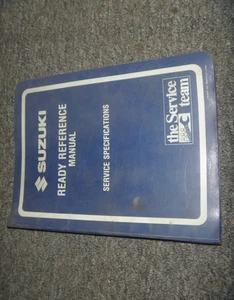 SUZUKI
READY REFERENCE
MANUAL
SERVICE SPECIFICATIONS
the Service
team